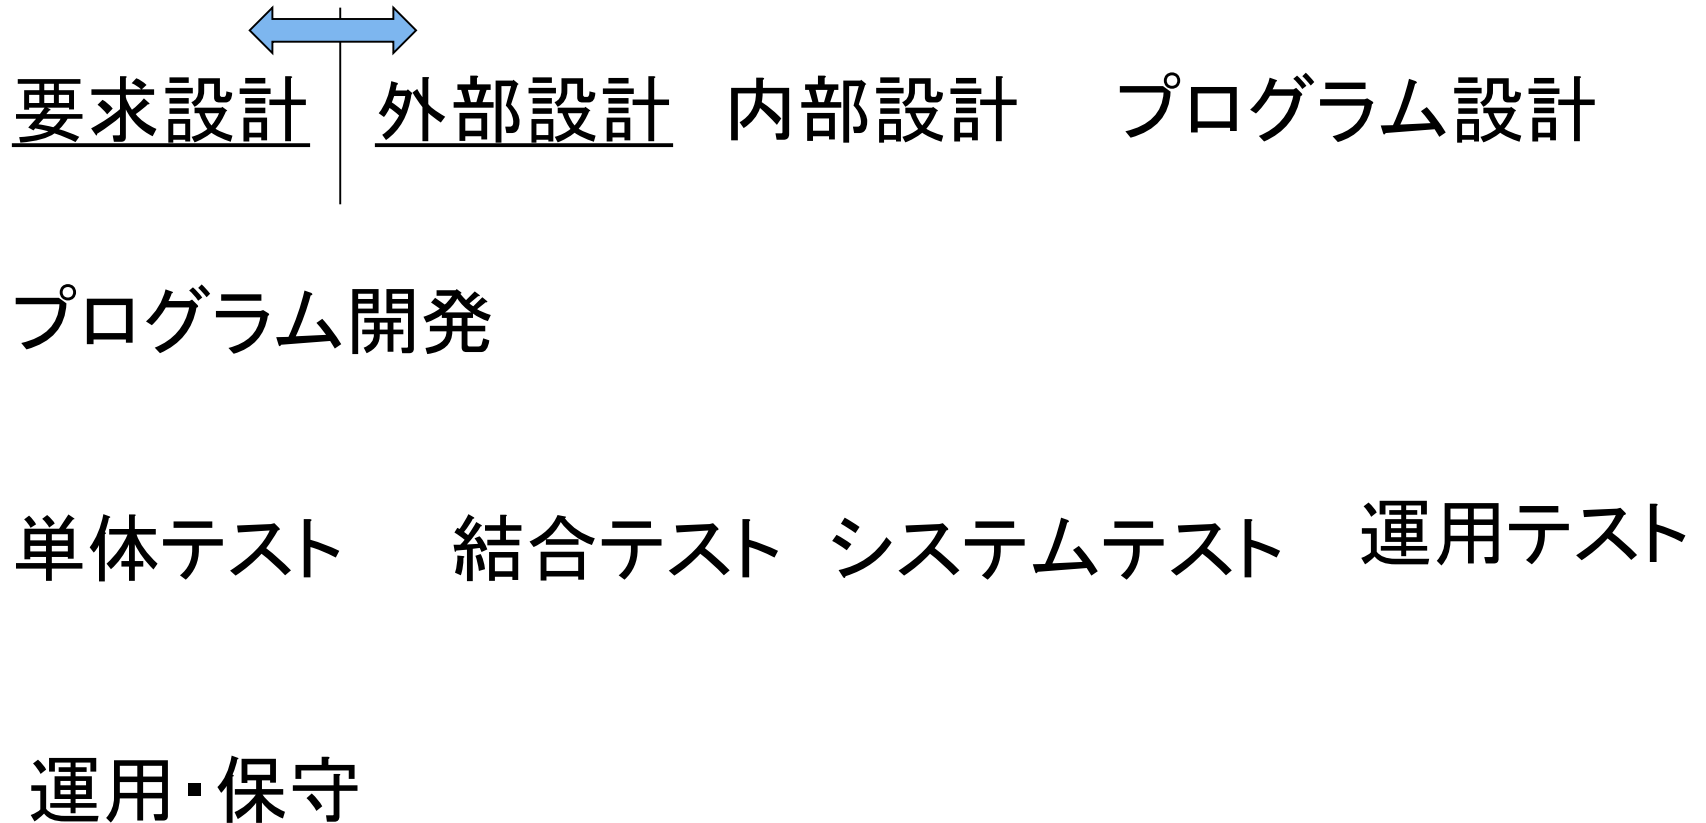 要求設計 外部設計 内部設計 プログラム設計
プログラム開発
単体テスト 結合テスト システムテスト 運用テスト
運用・保守